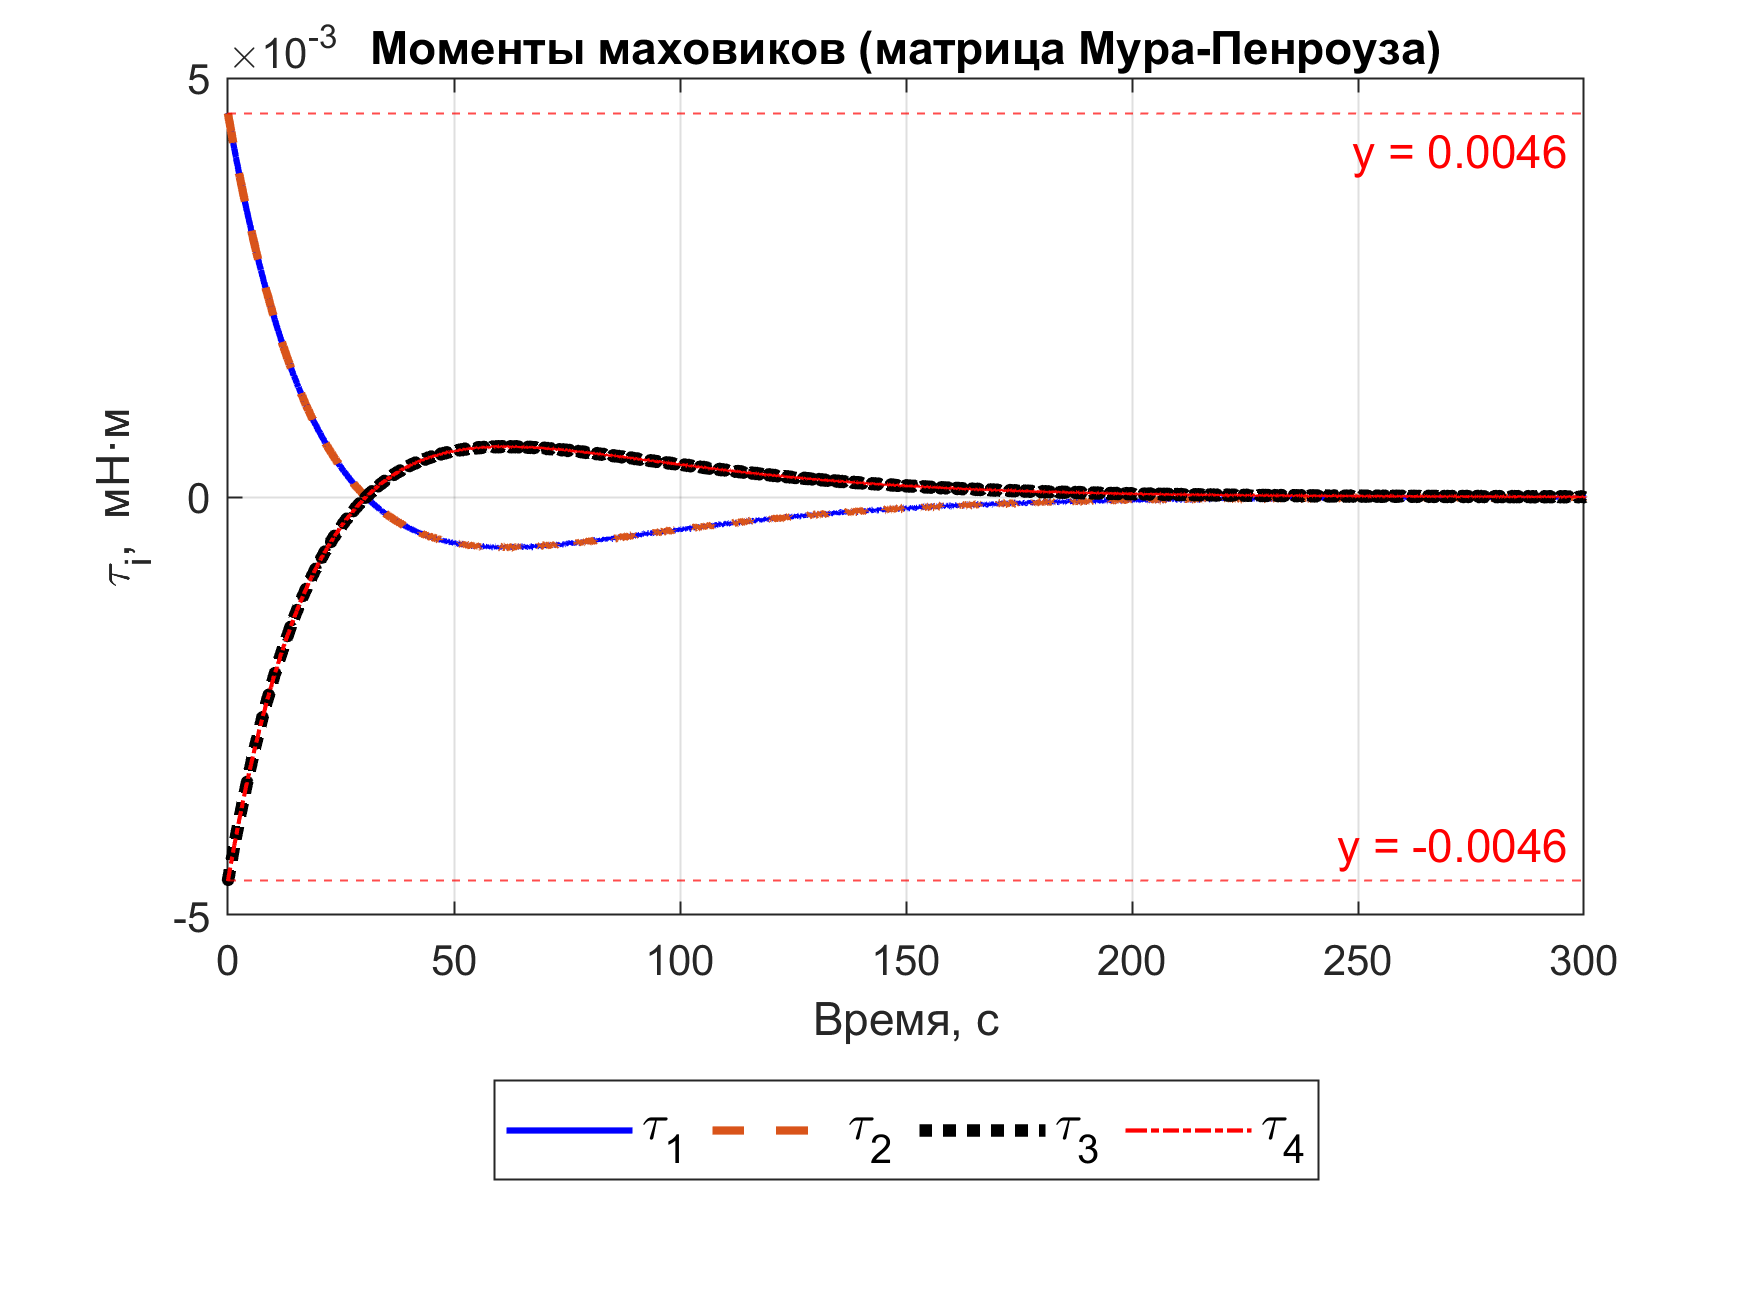 ×10-3
Моменты маховиков (матрица Мура-Пенроуза)
5
0
-5
τi, мН·м
y = 0.0046
y = -0.0046
0 50 100 150 200 250 300
Время, с
τ1 τ2 τ3 τ4